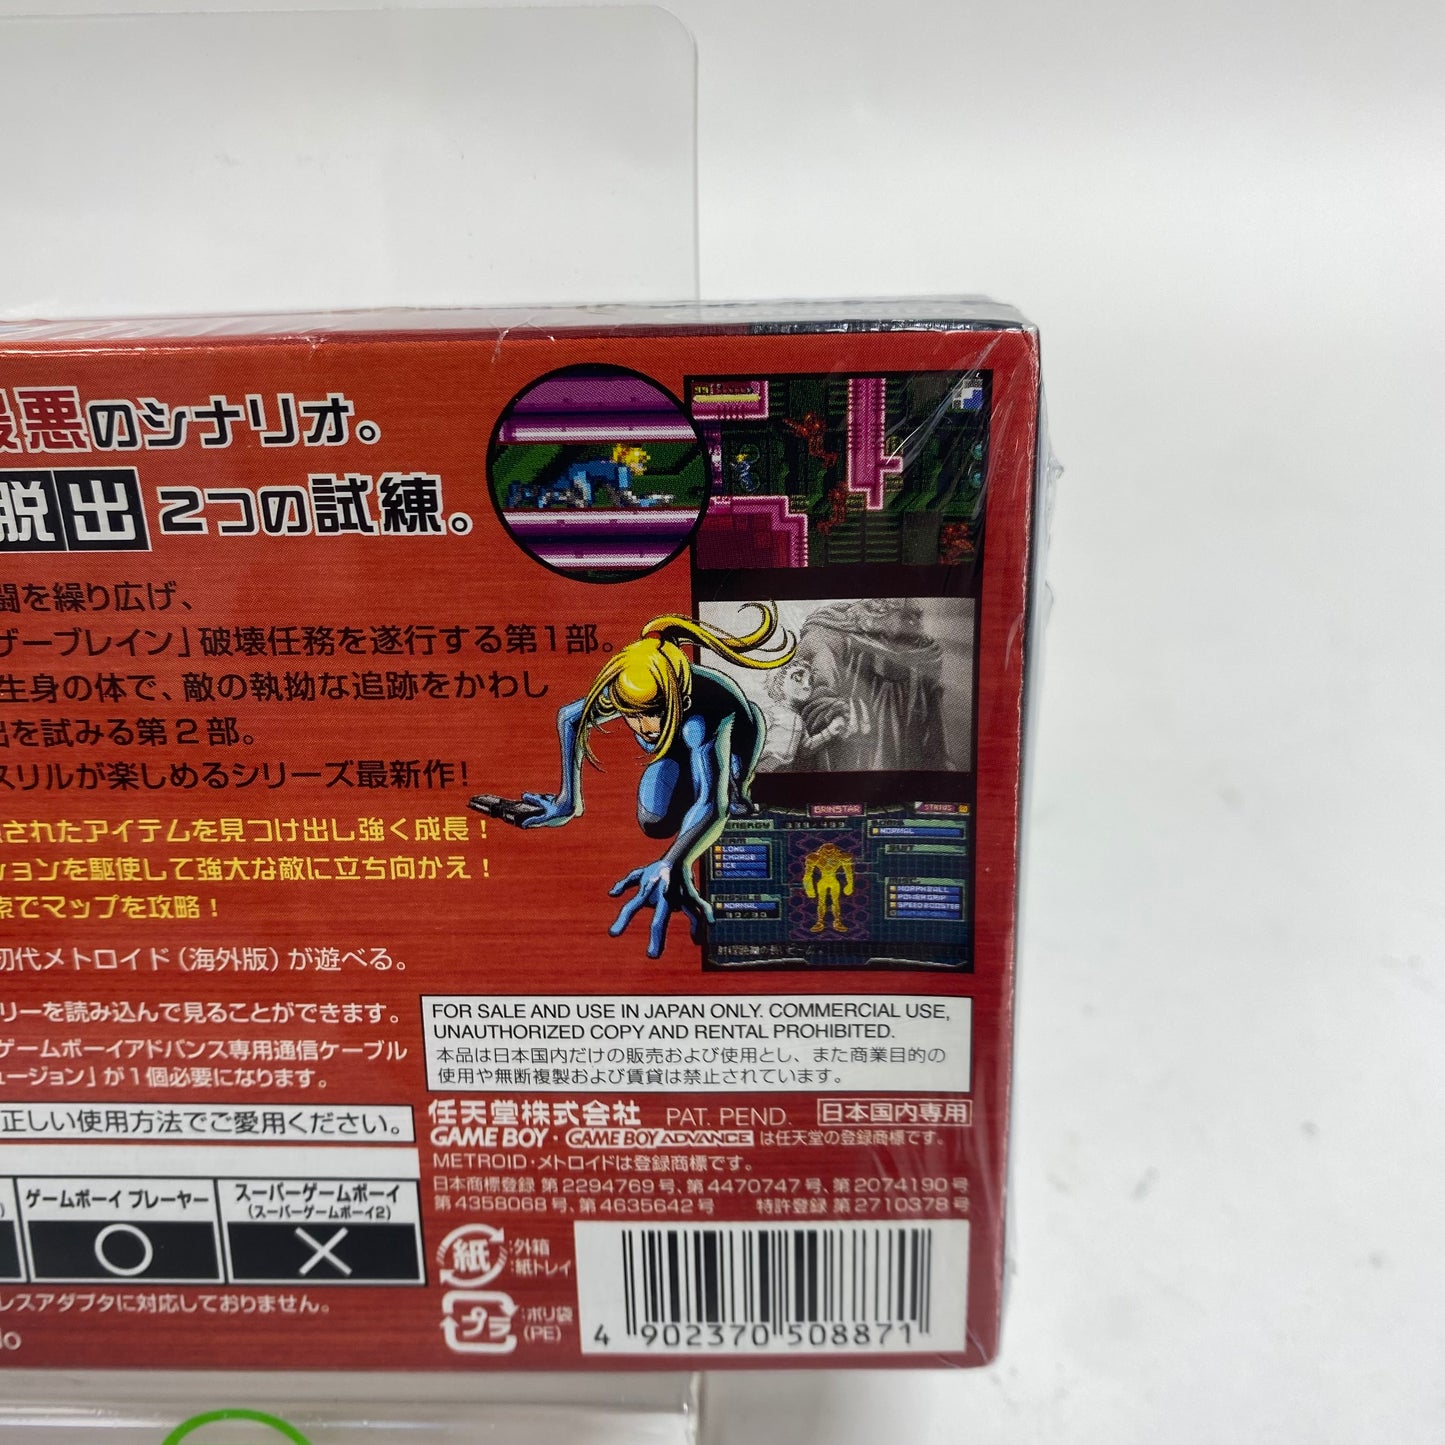 悪のシナリオ。
脱出 2つの試練。
闘を繰り広げ、
ザーブレイン」破壊任務を遂行する第1部。
生身の体で、敵の執拗な追跡をかわし
出を試みる第2部。
スリルが楽しめるシリーズ最新作!
されたアイテムを見つけ出し強く成長!
ションを駆使して強大な敵に立ち向かえ!
索でマップを攻略!
初代メトロイド(海外版)が遊べる。
リーを読み込んで見ることができます。
ゲームボーイアドバンス専用通信ケーブル
ュージョン」が1個必要になります。
正しい使用方法でご愛用ください。
ゲームボーイ プレーヤー
スーパーゲームボーイ
(スーパーゲームボーイ2)
○ ×
レスアダプタに対応しておりません。
do
BRINSTAR
STATUS
ENERGY
NORMAL
LONG
CHARGE
ICE
SUIT
MISSILE
NORMAL
MORPH BALL
POWER GRIP
SPEED BOOSTER
FOR SALE AND USE IN JAPAN ONLY. COMMERCIAL USE,
UNAUTHORIZED COPY AND RENTAL PROHIBITED.
本品は日本国内だけの販売および使用とし、また商業目的の
使用や無断複製および賃貸は禁止されています。
任天堂株式会社 PAT. PEND. 日本国内専用
GAME BOY・GAME BOY ADVANCE は任天堂の登録商標です。
METROID・メトロイドは登録商標です。
日本商標登録 第2294769号、第4470747号、第2074190号
第4358068号、第4635642号 特許登録 第2710378号
紙 :外箱
:紙トレイ
プラ :ポリ袋
(PE)
4 902370 508871